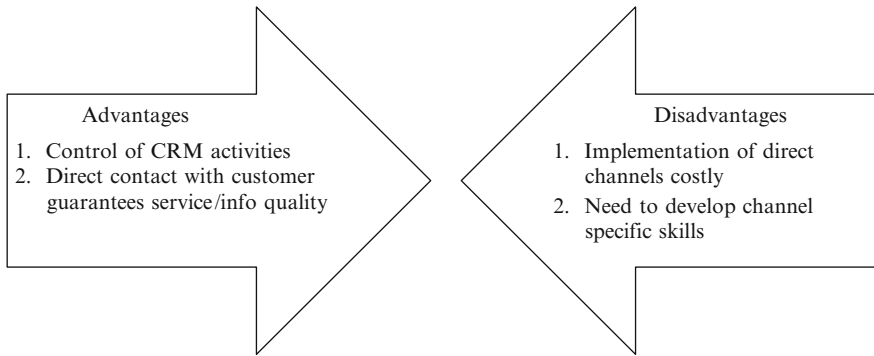 Advantages
1. Control of CRM activities
2. Direct contact with customer
guarantees service/info quality
Disadvantages
1. Implementation of direct
channels costly
2. Need to develop channel
specific skills